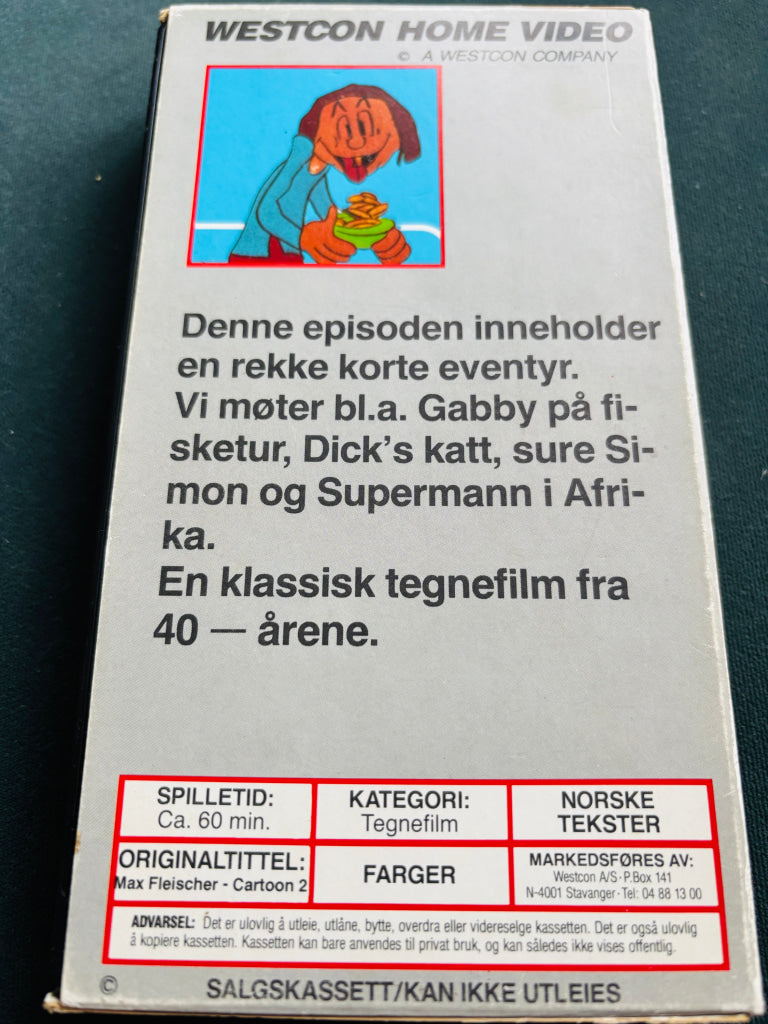 WESTCON HOME VIDEO
© A WESTCON COMPANY
Denne episoden inneholder
en rekke korte eventyr.
Vi møter bl.a. Gabby på fi-
sketur, Dick's katt, sure Si-
mon og Supermann i Afri-
ka.
En klassisk tegnefilm fra
40 — årene.
SPILLETID:
Ca. 60 min.
KATEGORI:
Tegnefilm
NORSKE
TEKSTER
ORIGINALTITTEL:
Max Fleischer - Cartoon 2
FARGER
MARKEDSFØRES AV:
Westcon A/S · P.Box 141
N-4001 Stavanger · Tel: 04 88 13 00
ADVARSEL: Det er ulovlig å utleie, utlåne, bytte, overdra eller videreselge kassetten. Det er også ulovlig
å kopiere kassetten. Kassetten kan bare anvendes til privat bruk, og kan således ikke vises offentlig.
© SALGSKASSETT/KAN IKKE UTLEIES